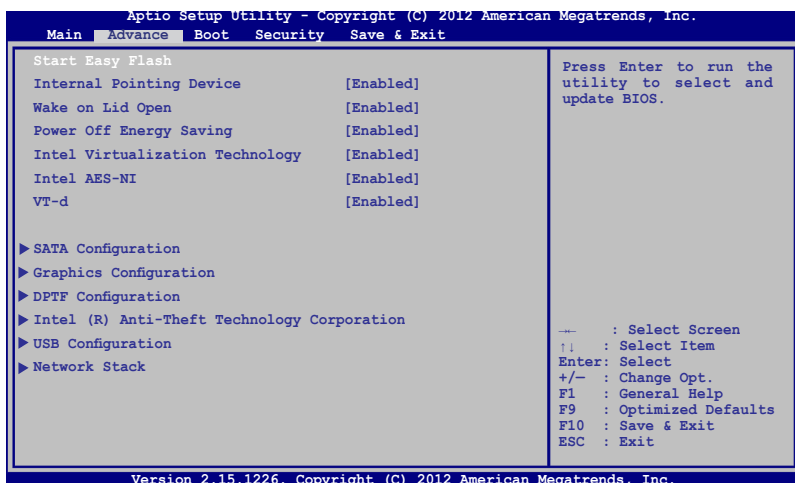 Aptio Setup Utility - Copyright (C) 2012 American Megatrends, Inc.
Main Advance Boot Security Save & Exit
Start Easy Flash
Internal Pointing Device [Enabled]
Wake on Lid Open [Enabled]
Power Off Energy Saving [Enabled]
Intel Virtualization Technology [Enabled]
Intel AES-NI [Enabled]
VT-d [Enabled]
SATA Configuration
Graphics Configuration
DPTF Configuration
Intel (R) Anti-Theft Technology Corporation
USB Configuration
Network Stack
Press Enter to run the
utility to select and
update BIOS.
→← : Select Screen
↑↓ : Select Item
Enter: Select
+/— : Change Opt.
F1 : General Help
F9 : Optimized Defaults
F10 : Save & Exit
ESC : Exit
Version 2.15.1226. Copyright (C) 2012 American Megatrends, Inc.